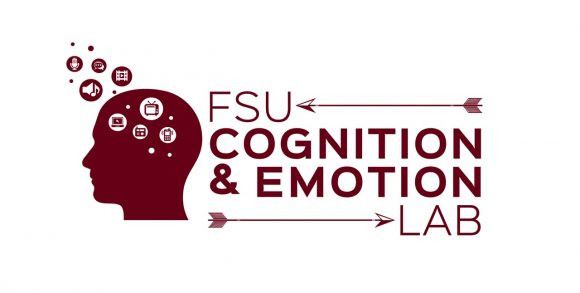 FSU
COGNITION
& EMOTION
LAB